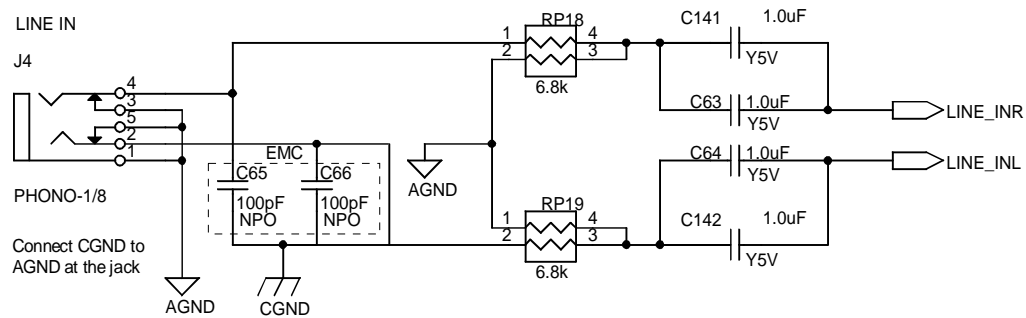 LINE IN
J4
4
3
5
2
1
PHONO-1/8
Connect CGND to
AGND at the jack
AGND
EMC
C65
100pF
NPO
C66
100pF
NPO
CGND
AGND
RP18
1
2
4
3
6.8k
RP19
1
2
4
3
6.8k
C141
1.0uF
Y5V
C63
1.0uF
Y5V
C64
1.0uF
Y5V
C142
1.0uF
Y5V
LINE_INR
LINE_INL